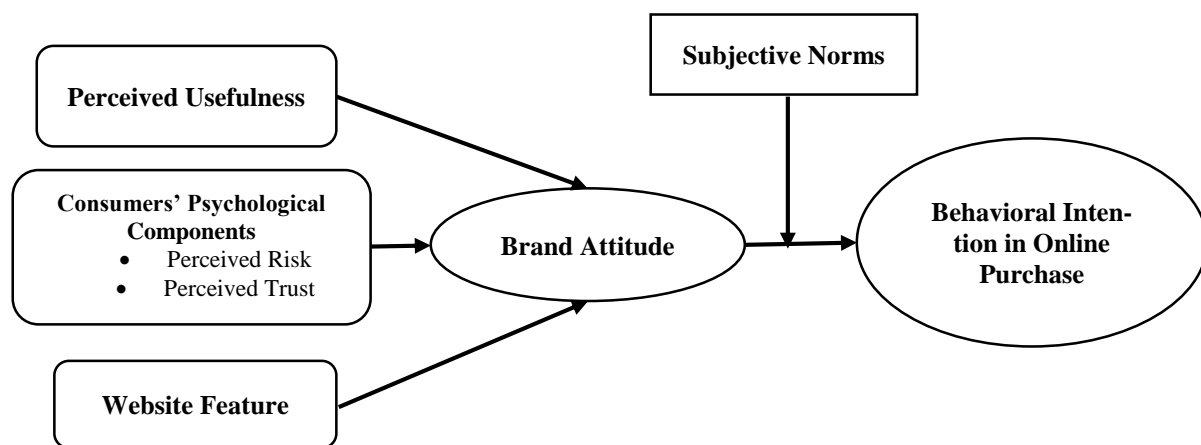 Subjective Norms
Perceived Usefulness
Consumers’ Psychological
Components
• Perceived Risk
• Perceived Trust
Brand Attitude
Behavioral Inten-
tion in Online
Purchase
Website Feature